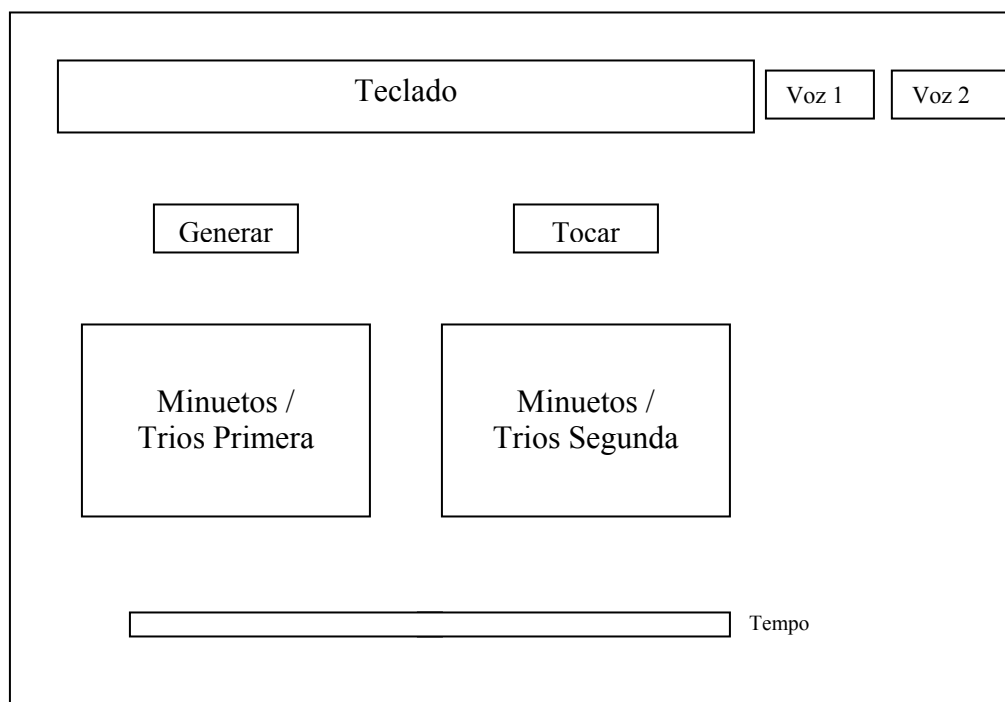 Teclado
Voz 1
Voz 2
Generar
Tocar
Minuetos /
Trios Primera
Minuetos /
Trios Segunda
Tempo